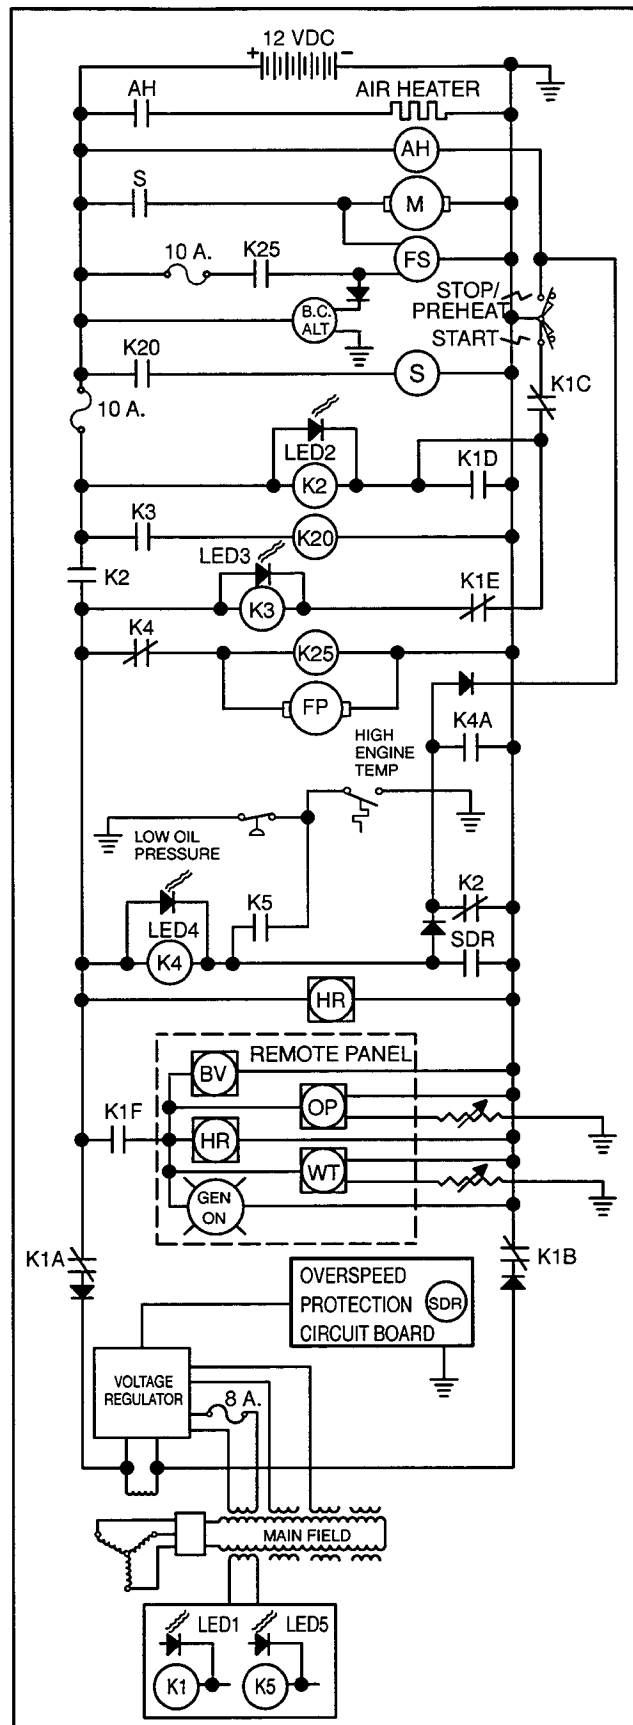 12 VDC
+ −
AH
AIR HEATER
AH
S
M
10 A.
K25
FS
STOP/
PREHEAT
B.C.
ALT
START
K20
S
K1C
10 A.
LED2
K2
K1D
K3
K20
LED3
K2
K3
K1E
K4
K25
FP
K4A
HIGH
ENGINE
TEMP
LOW OIL
PRESSURE
K2
K5
LED4
SDR
K4
HR
REMOTE PANEL
BV
OP
K1F
HR
WT
GEN
ON
K1A
K1B
OVERSPEED
PROTECTION
CIRCUIT BOARD
SDR
VOLTAGE
REGULATOR
8 A.
MAIN FIELD
LED1
LED5
K1
K5